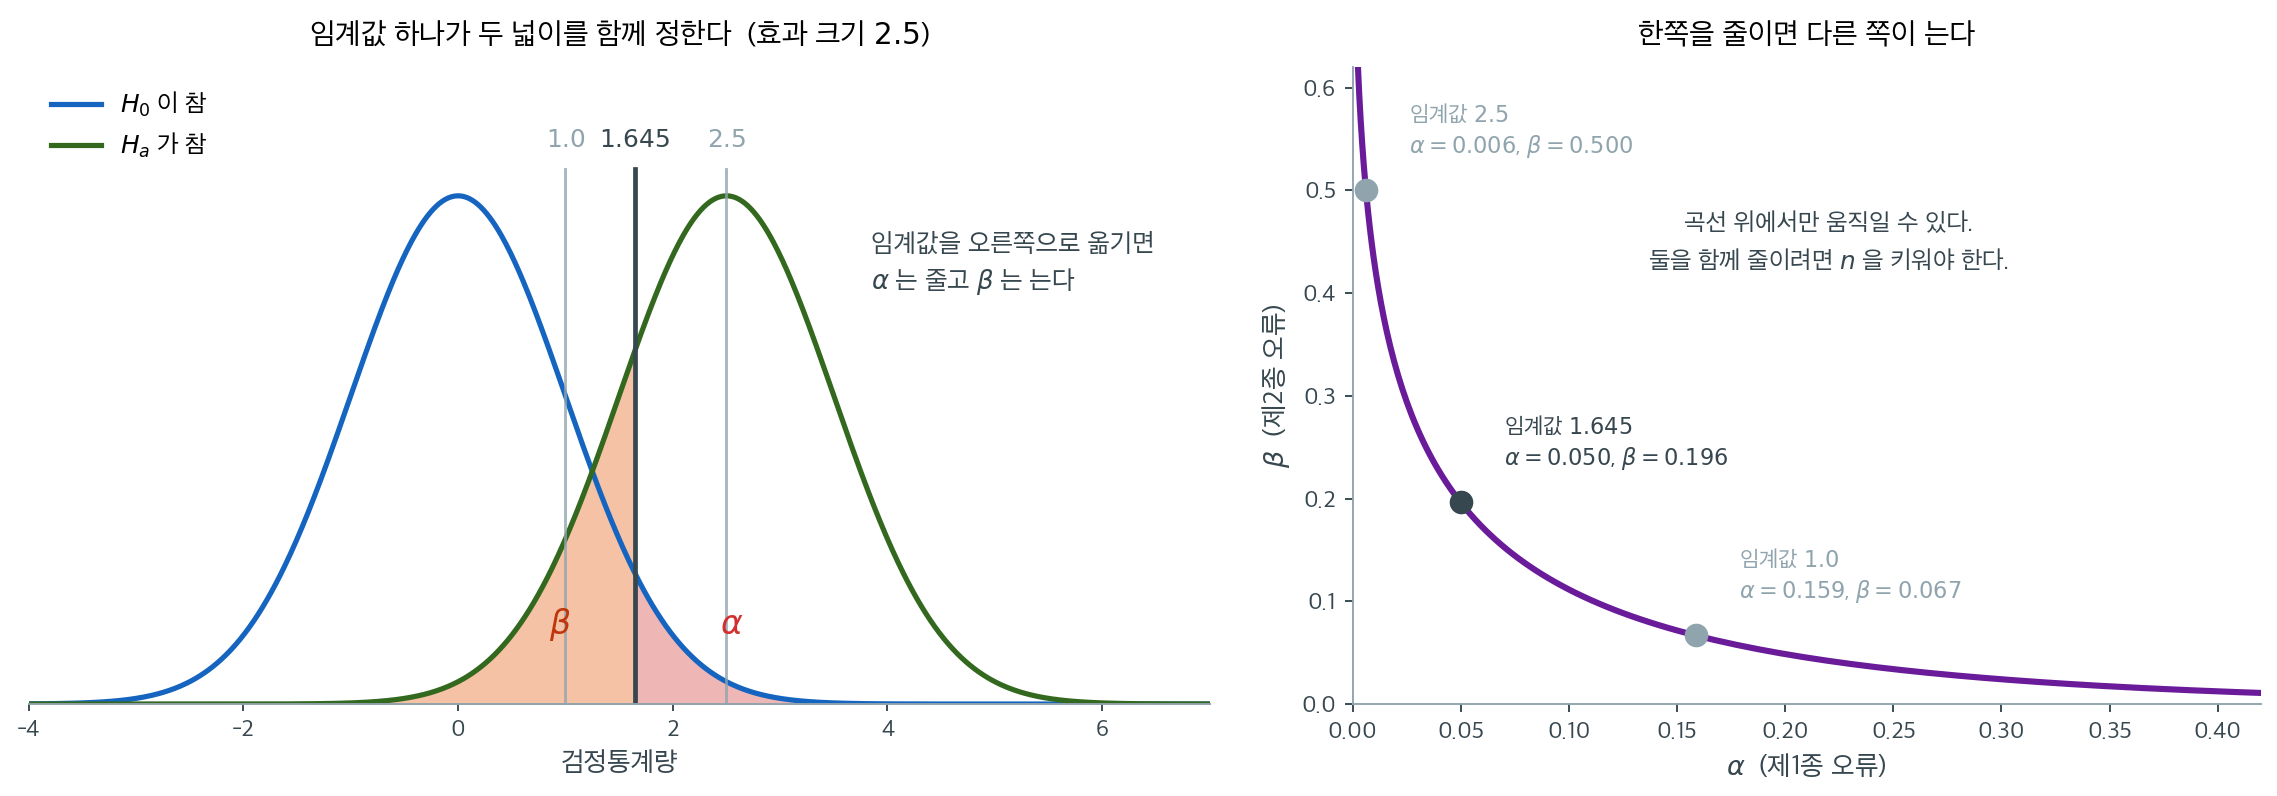 임계값 하나가 두 넓이를 함께 정한다 (효과 크기 2.5)
H₀ 이 참
Hₐ 가 참
1.0 1.645 2.5
임계값을 오른쪽으로 옮기면
α 는 줄고 β 는 는다
β
α
-4 -2 0 2 4 6
검정통계량
한쪽을 줄이면 다른 쪽이 는다
0.6
0.5
0.4
0.3
0.2
0.1
0.0
β (제2종 오류)
임계값 2.5
α = 0.006, β = 0.500
곡선 위에서만 움직일 수 있다.
둘을 함께 줄이려면 n 을 키워야 한다.
임계값 1.645
α = 0.050, β = 0.196
임계값 1.0
α = 0.159, β = 0.067
0.00 0.05 0.10 0.15 0.20 0.25 0.30 0.35 0.40
α (제1종 오류)